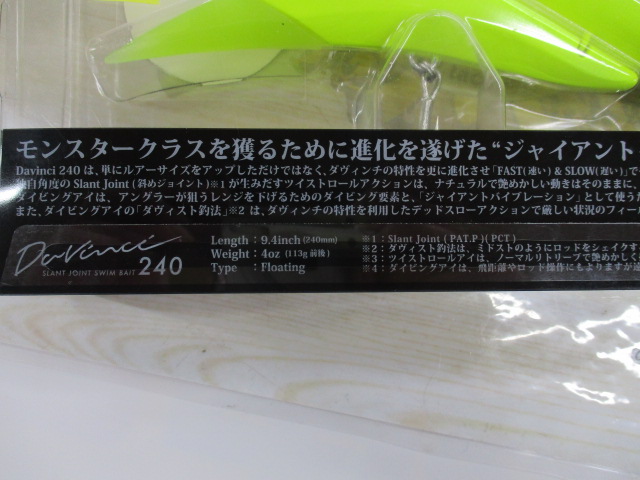 モンスタークラスを獲るために進化を遂げた“ジャイアント
Davinci 240 は、単にルアーサイズをアップしただけではなく、ダヴィンチの特性を更に進化させ「FAST(速い) & SLOW(遅い)」で
独自角度の Slant Joint ( 斜めジョイント)※1 が生みだすツイストロールアクションは、ナチュラルで艶めかしい動きはそのままに、
ダイビングアイは、アングラーが狙うレンジを下げるためのダイビング要素と、「ジャイアントバイブレーション」として使うた
また、ダイビングアイの「ダヴィスト釣法」※2 は、ダヴィンチの特性を利用したデッドスローアクションで厳しい状況のフィー
DaVinci
SLANT JOINT SWIM BAIT 240
Length : 9.4inch (240mm)
Weight : 4oz (113g 前後)
Type : Floating
※1 : Slant Joint ( PAT.P )( PCT )
※2 : ダヴィスト釣法は、ミドストのようにロッドをシェイクす
※3 : ツイストロールアイは、ノーマルリトリーブで艶めかしく
※4 : ダイビングアイは、飛距離やロッド操作にもよりますが